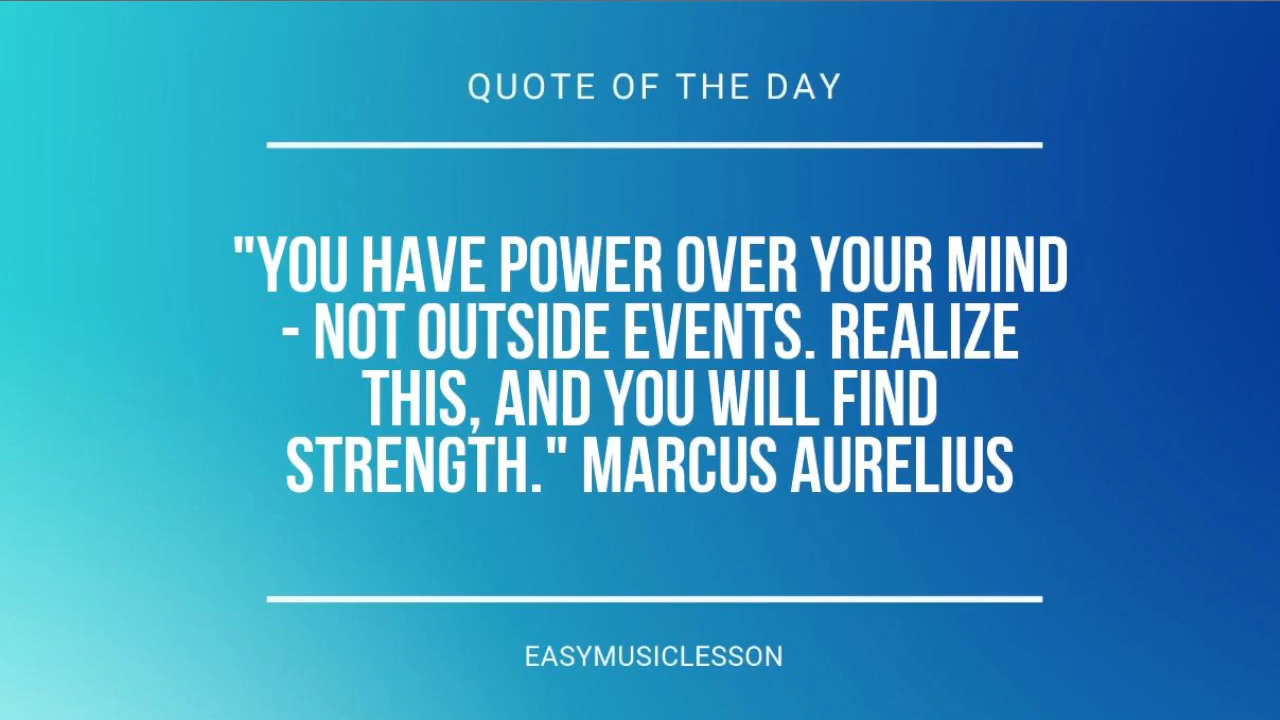 QUOTE OF THE DAY
"YOU HAVE POWER OVER YOUR MIND
- NOT OUTSIDE EVENTS. REALIZE
THIS, AND YOU WILL FIND
STRENGTH." MARCUS AURELIUS
EASYMUSICLESSON